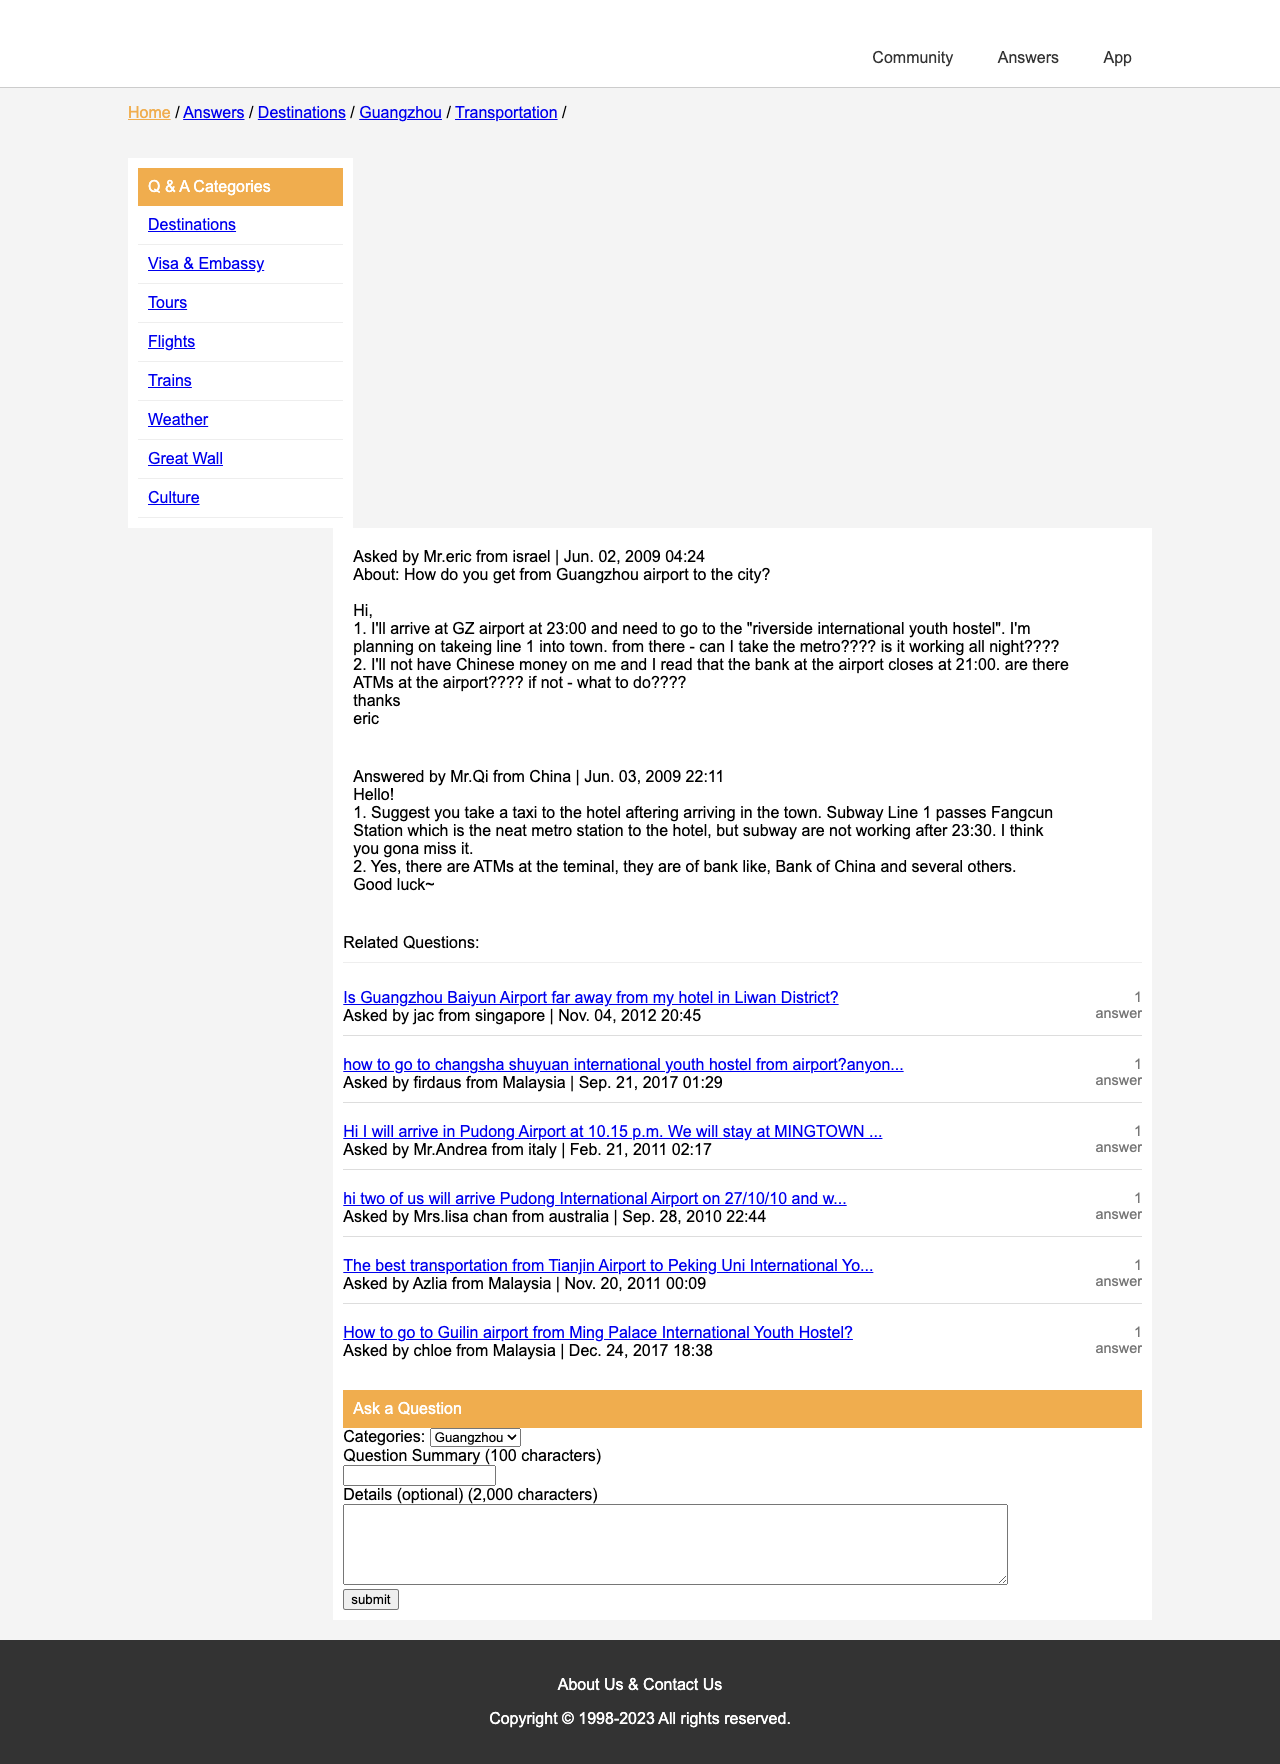 Community Answers App
Home / Answers / Destinations / Guangzhou / Transportation /
Q & A Categories
Destinations
Visa & Embassy
Tours
Flights
Trains
Weather
Great Wall
Culture
Asked by Mr.eric from israel | Jun. 02, 2009 04:24
About: How do you get from Guangzhou airport to the city?
Hi,
1. I'll arrive at GZ airport at 23:00 and need to go to the "riverside international youth hostel". I'm
planning on takeing line 1 into town. from there - can I take the metro???? is it working all night????
2. I'll not have Chinese money on me and I read that the bank at the airport closes at 21:00. are there
ATMs at the airport???? if not - what to do????
thanks
eric
Answered by Mr.Qi from China | Jun. 03, 2009 22:11
Hello!
1. Suggest you take a taxi to the hotel aftering arriving in the town. Subway Line 1 passes Fangcun
Station which is the neat metro station to the hotel, but subway are not working after 23:30. I think
you gona miss it.
2. Yes, there are ATMs at the teminal, they are of bank like, Bank of China and several others.
Good luck~
Related Questions:
Is Guangzhou Baiyun Airport far away from my hotel in Liwan District? 1
Asked by jac from singapore | Nov. 04, 2012 20:45 answer
how to go to changsha shuyuan international youth hostel from airport?anyon... 1
Asked by firdaus from Malaysia | Sep. 21, 2017 01:29 answer
Hi I will arrive in Pudong Airport at 10.15 p.m. We will stay at MINGTOWN ... 1
Asked by Mr.Andrea from italy | Feb. 21, 2011 02:17 answer
hi two of us will arrive Pudong International Airport on 27/10/10 and w... 1
Asked by Mrs.lisa chan from australia | Sep. 28, 2010 22:44 answer
The best transportation from Tianjin Airport to Peking Uni International Yo... 1
Asked by Azlia from Malaysia | Nov. 20, 2011 00:09 answer
How to go to Guilin airport from Ming Palace International Youth Hostel? 1
Asked by chloe from Malaysia | Dec. 24, 2017 18:38 answer
Ask a Question
Categories: Guangzhou
Question Summary (100 characters)
Details (optional) (2,000 characters)
submit
About Us & Contact Us
Copyright © 1998-2023 All rights reserved.